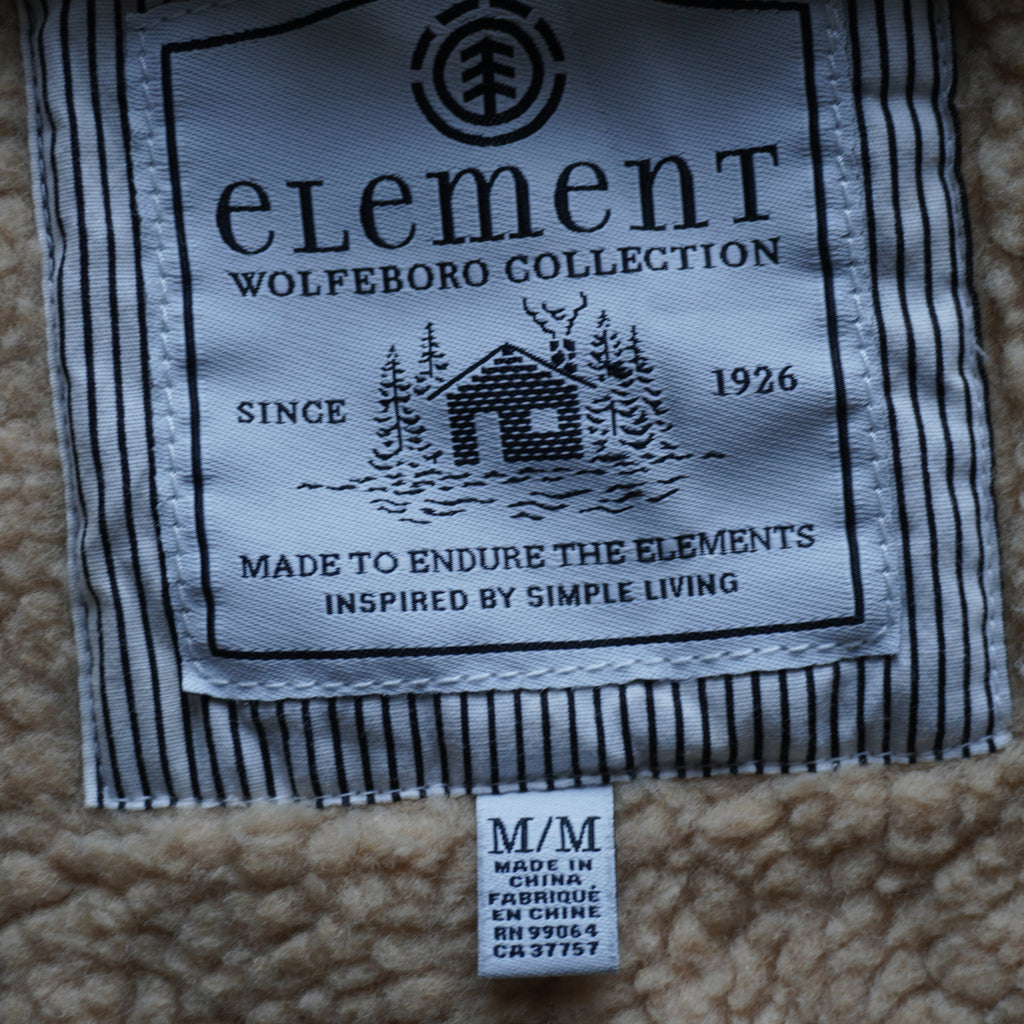 eLemenT
WOLFEBORO COLLECTION
SINCE 1926
MADE TO ENDURE THE ELEMENTS
INSPIRED BY SIMPLE LIVING
M/M
MADE IN
CHINA
FABRIQUÉ
EN CHINE
RN 99064
CA 37757